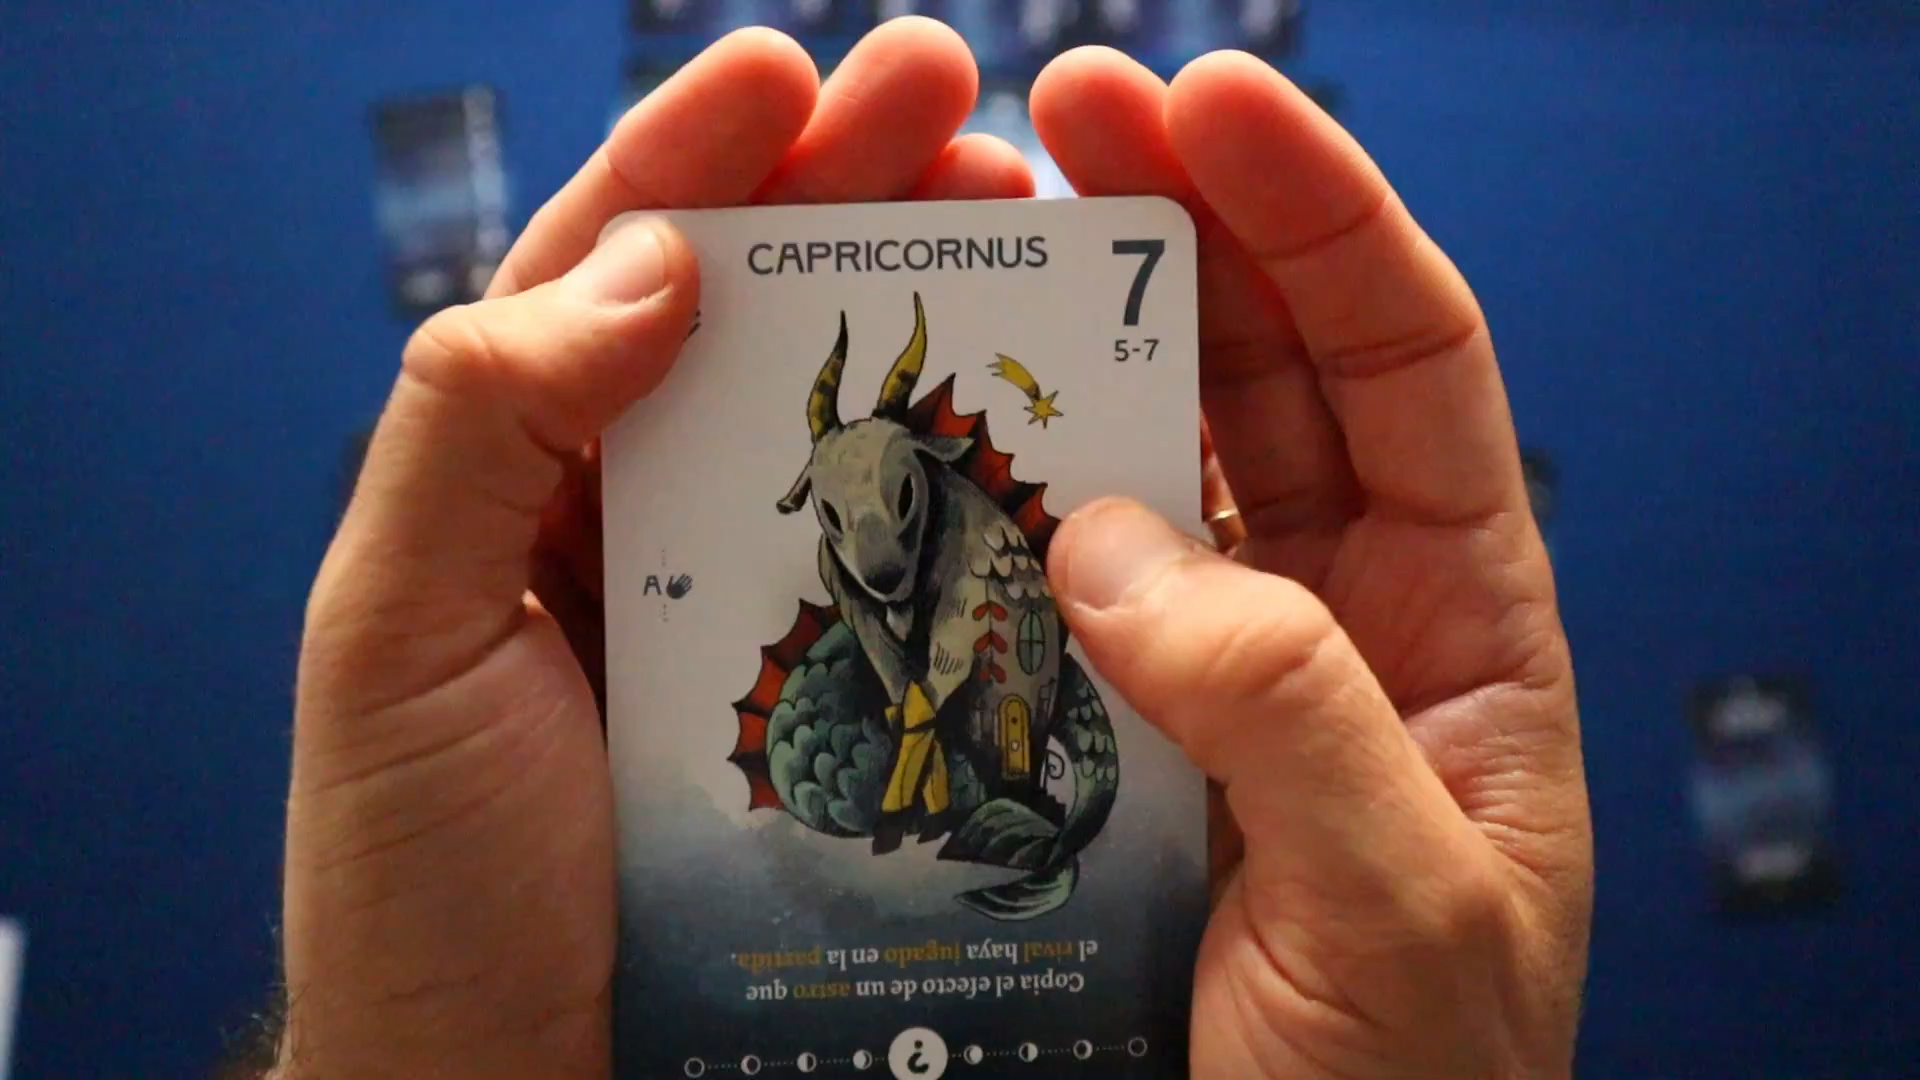 CAPRICORNUS
7
5-7
A
Copia el efecto de un astro que
el rival haya jugado en la partida.
?